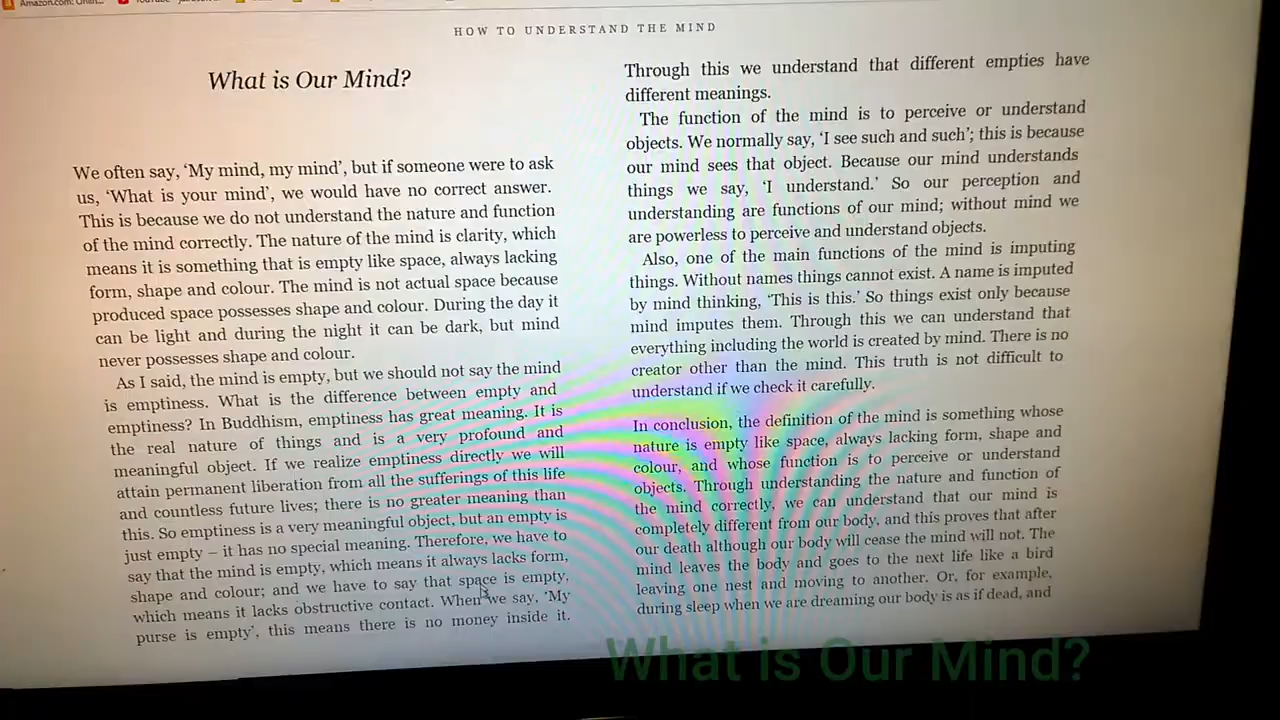 Amazon.com: Onlin...
HOW TO UNDERSTAND THE MIND
What is Our Mind?
We often say, ‘My mind, my mind’, but if someone were to ask
us, ‘What is your mind’, we would have no correct answer.
This is because we do not understand the nature and function
of the mind correctly. The nature of the mind is clarity, which
means it is something that is empty like space, always lacking
form, shape and colour. The mind is not actual space because
produced space possesses shape and colour. During the day it
can be light and during the night it can be dark, but mind
never possesses shape and colour.
As I said, the mind is empty, but we should not say the mind
is emptiness. What is the difference between empty and
emptiness? In Buddhism, emptiness has great meaning. It is
the real nature of things and is a very profound and
meaningful object. If we realize emptiness directly we will
attain permanent liberation from all the sufferings of this life
and countless future lives; there is no greater meaning than
this. So emptiness is a very meaningful object, but an empty is
just empty – it has no special meaning. Therefore, we have to
say that the mind is empty, which means it always lacks form,
shape and colour; and we have to say that space is empty,
which means it lacks obstructive contact. When we say, ‘My
purse is empty’, this means there is no money inside it.
Through this we understand that different empties have
different meanings.
The function of the mind is to perceive or understand
objects. We normally say, ‘I see such and such’; this is because
our mind sees that object. Because our mind understands
things we say, ‘I understand.’ So our perception and
understanding are functions of our mind; without mind we
are powerless to perceive and understand objects.
Also, one of the main functions of the mind is imputing
things. Without names things cannot exist. A name is imputed
by mind thinking, ‘This is this.’ So things exist only because
mind imputes them. Through this we can understand that
everything including the world is created by mind. There is no
creator other than the mind. This truth is not difficult to
understand if we check it carefully.
In conclusion, the definition of the mind is something whose
nature is empty like space, always lacking form, shape and
colour, and whose function is to perceive or understand
objects. Through understanding the nature and function of
the mind correctly, we can understand that our mind is
completely different from our body, and this proves that after
our death although our body will cease the mind will not. The
mind leaves the body and goes to the next life like a bird
leaving one nest and moving to another. Or, for example,
during sleep when we are dreaming our body is as if dead, and
What is Our Mind?